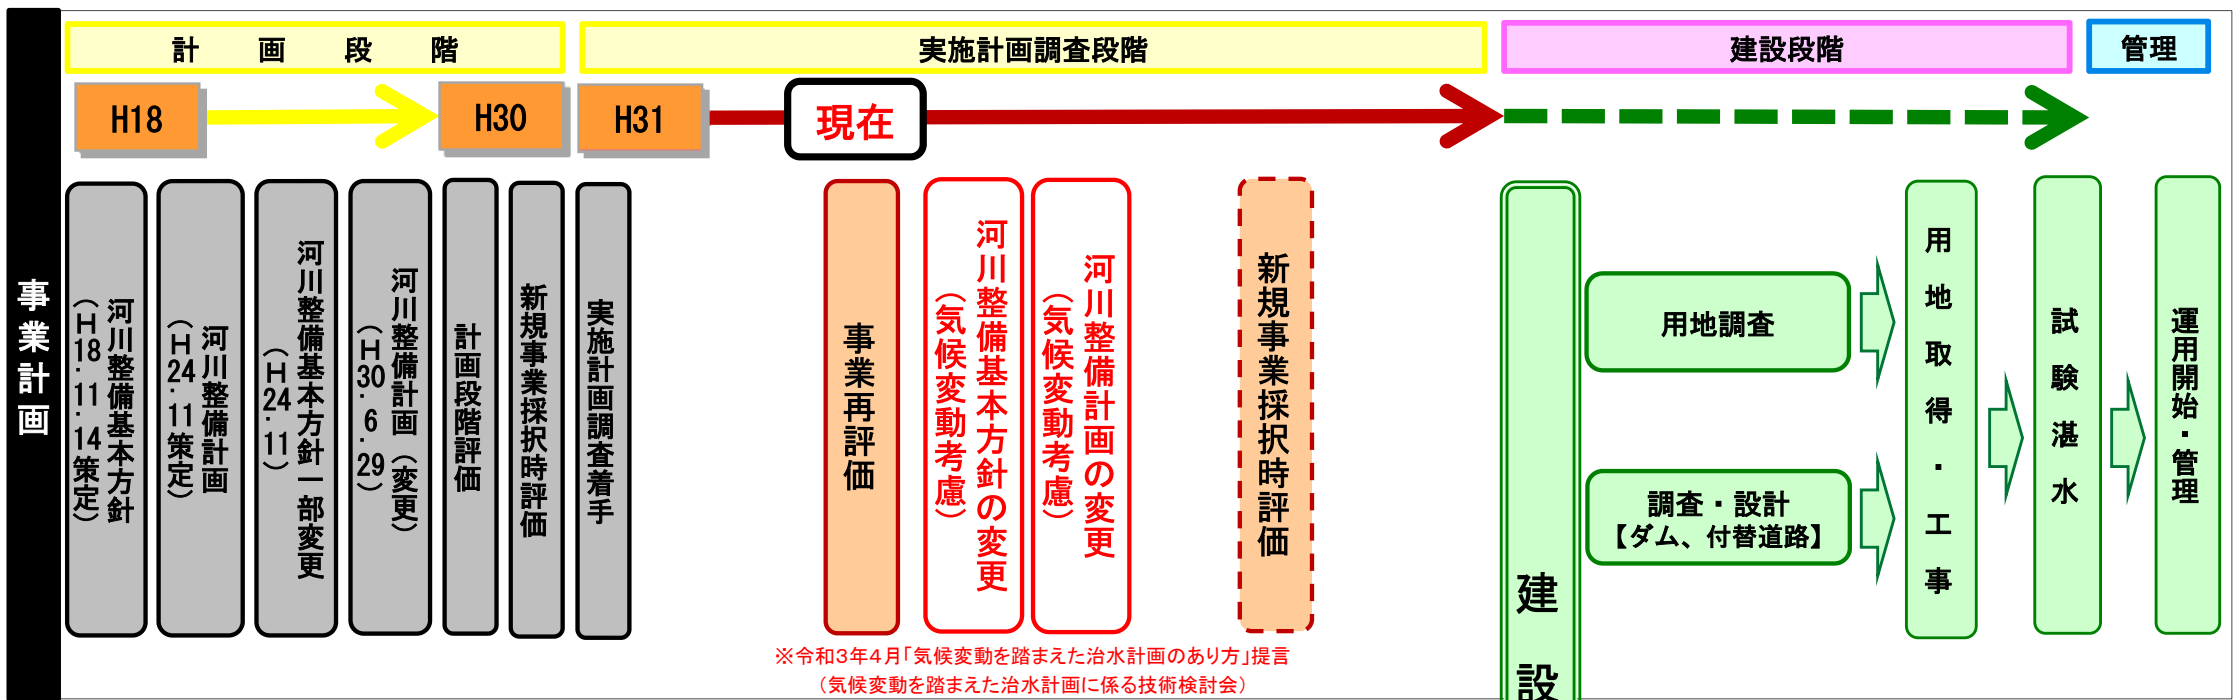 計画段階
実施計画調査段階
建設段階
管理
H18
H30
H31
現在
事業計画
河川整備基本方針
（H18.11.14策定）
河川整備計画
（H24.11策定）
河川整備基本方針一部変更
（H24.11）
河川整備計画（変更）
（H30.6.29）
計画段階評価
新規事業採択時評価
実施計画調査着手
事業再評価
河川整備基本方針の変更
（気候変動考慮）
河川整備計画の変更
（気候変動考慮）
新規事業採択時評価
※令和３年４月「気候変動を踏まえた治水計画のあり方」提言
（気候変動を踏まえた治水計画に係る技術検討会）
建設
用地調査
調査・設計
【ダム、付替道路】
用地取得・工事
試験湛水
運用開始・管理